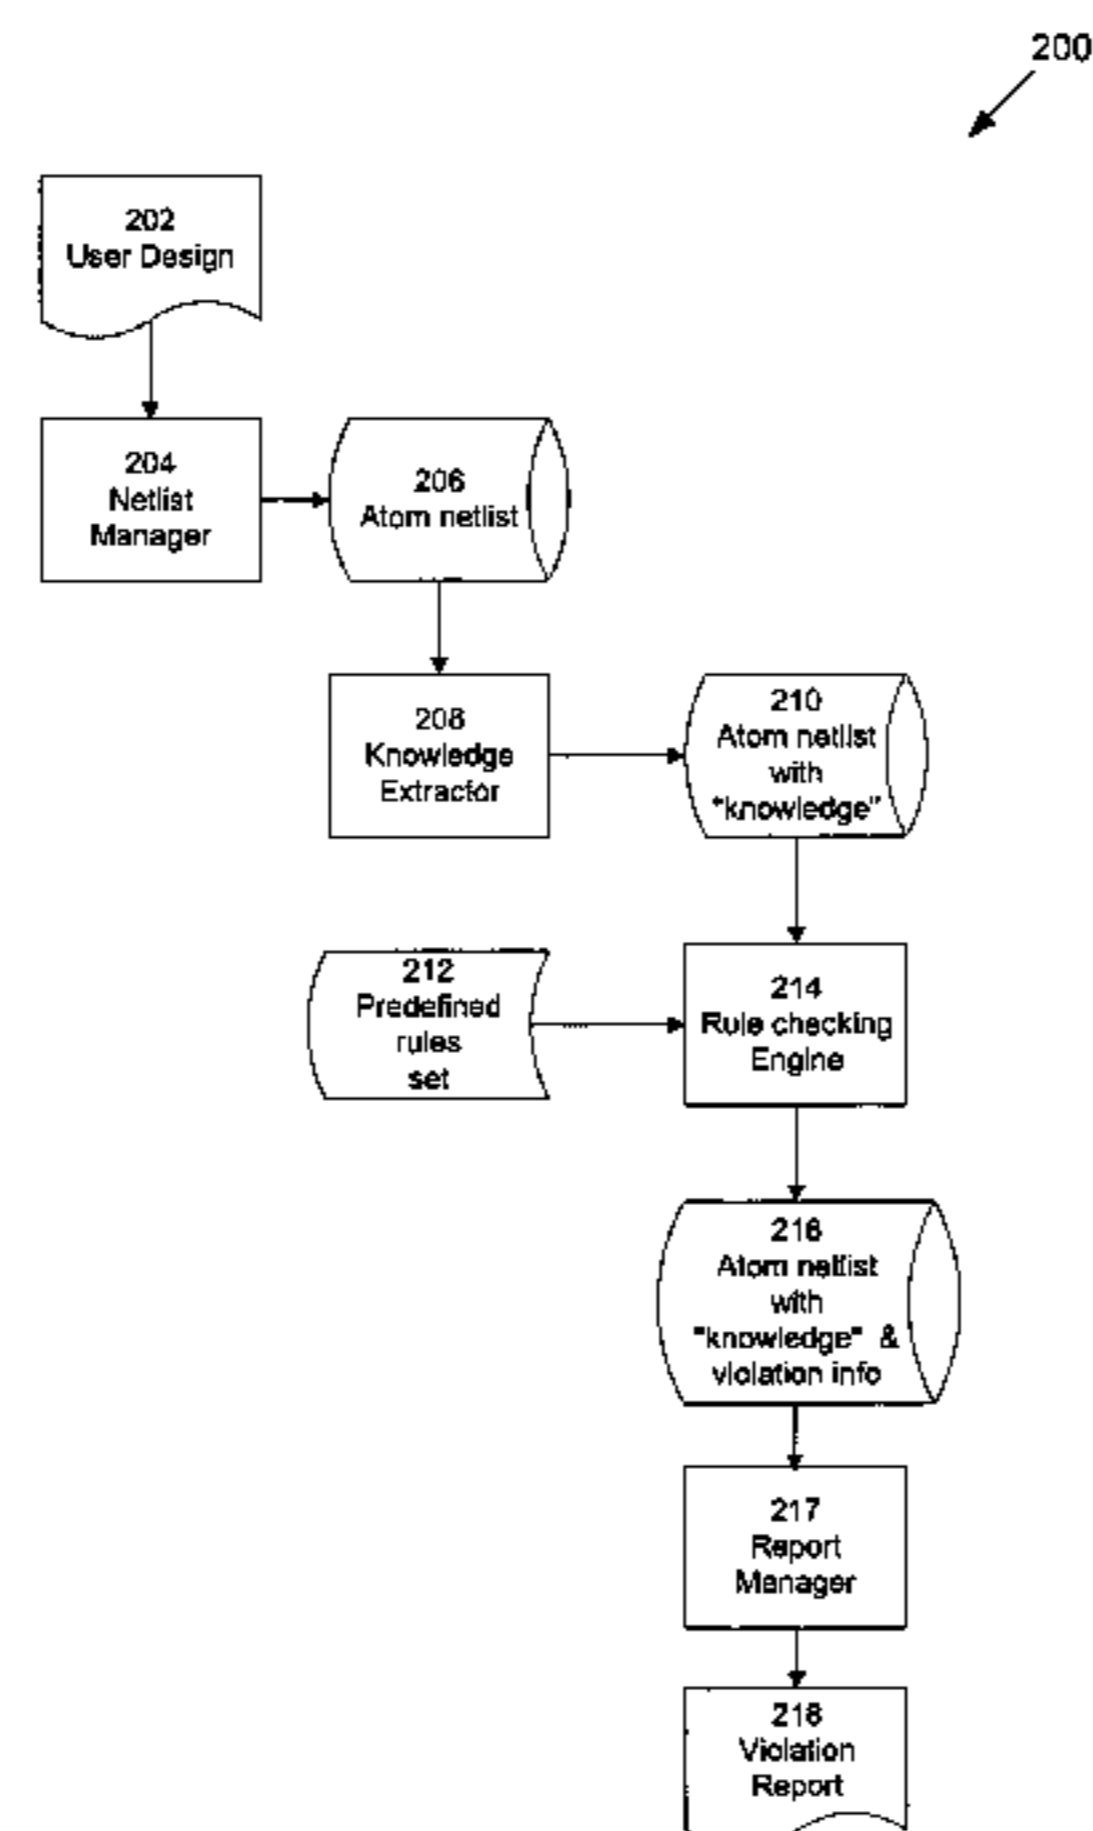 200
202
User Design
204
Netlist
Manager
206
Atom netlist
208
Knowledge
Extractor
210
Atom netlist
with
"knowledge"
212
Predefined
rules
set
214
Rule checking
Engine
216
Atom netlist
with
"knowledge" &
violation info
217
Report
Manager
218
Violation
Report